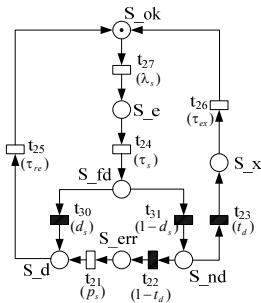 S_ok
t27
(λs)
S_e
t26
(τex)
t25
(τre)
t24
(τs)
S_x
S_fd
t30
(ds)
t31
(1-ds)
t23
(td)
S_err
S_d
S_nd
t21
(ps)
t22
(1-td)